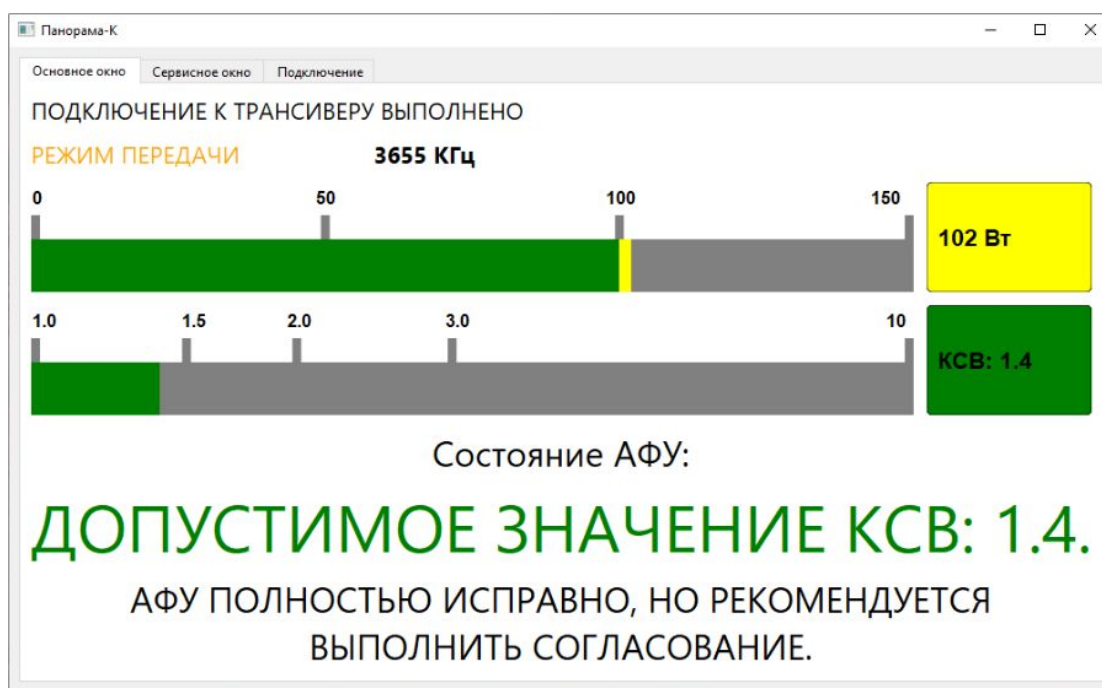 Панорама-К
Основное окно Сервисное окно Подключение
ПОДКЛЮЧЕНИЕ К ТРАНСИВЕРУ ВЫПОЛНЕНО
РЕЖИМ ПЕРЕДАЧИ 3655 КГц
0 50 100 150
102 Вт
1.0 1.5 2.0 3.0 10
КСВ: 1.4
Состояние АФУ:
ДОПУСТИМОЕ ЗНАЧЕНИЕ КСВ: 1.4.
АФУ ПОЛНОСТЬЮ ИСПРАВНО, НО РЕКОМЕНДУЕТСЯ
ВЫПОЛНИТЬ СОГЛАСОВАНИЕ.